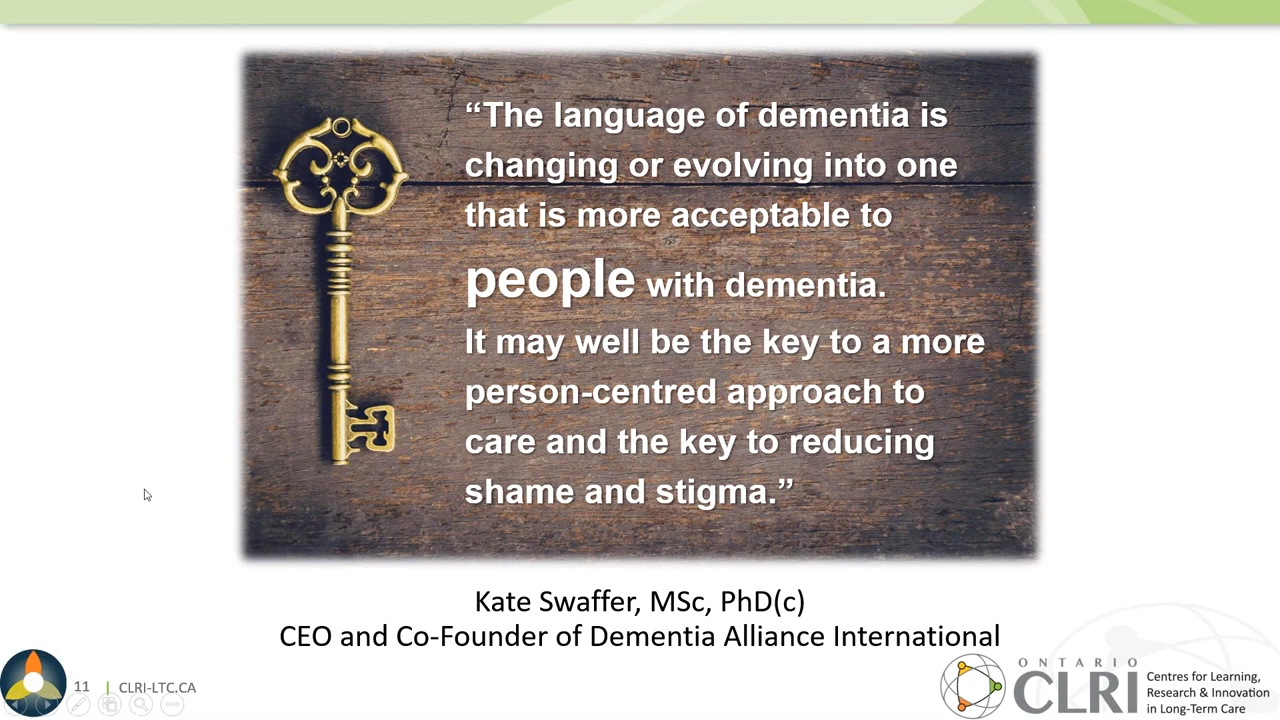 “The language of dementia is
changing or evolving into one
that is more acceptable to
people with dementia.
It may well be the key to a more
person-centred approach to
care and the key to reducing
shame and stigma.”
Kate Swaffer, MSc, PhD(c)
CEO and Co-Founder of Dementia Alliance International
11 | CLRI-LTC.CA
ONTARIO
CLRI
Centres for Learning,
Research & Innovation
in Long-Term Care